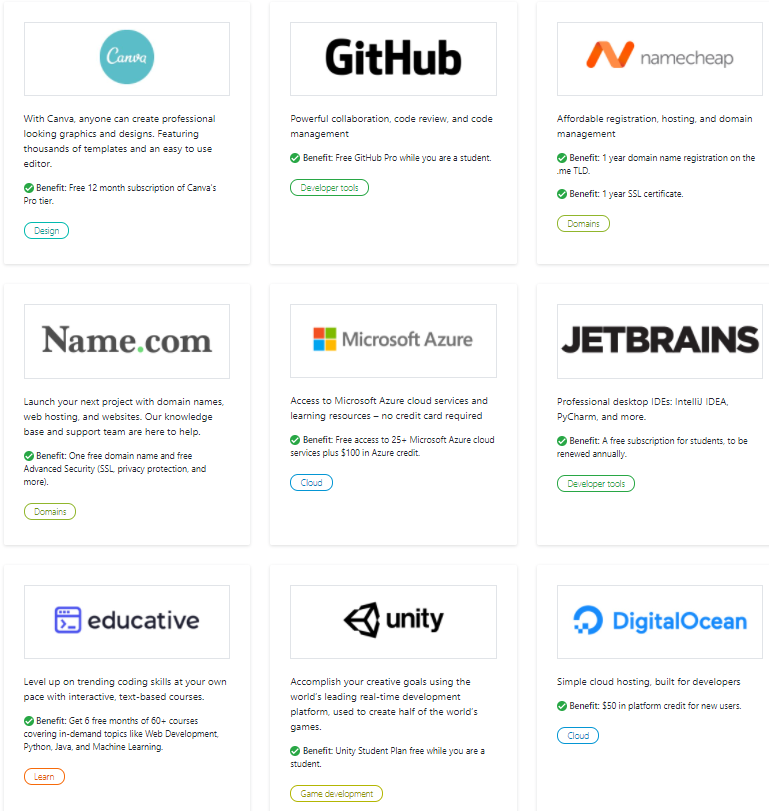 Canva
With Canva, anyone can create professional
looking graphics and designs. Featuring
thousands of templates and an easy to use
editor.
Benefit: Free 12 month subscription of Canva's
Pro tier.
Design
GitHub
Powerful collaboration, code review, and code
management
Benefit: Free GitHub Pro while you are a student.
Developer tools
namecheap
Affordable registration, hosting, and domain
management
Benefit: 1 year domain name registration on the
.me TLD.
Benefit: 1 year SSL certificate.
Domains
Name.com
Launch your next project with domain names,
web hosting, and websites. Our knowledge
base and support team are here to help.
Benefit: One free domain name and free
Advanced Security (SSL, privacy protection, and
more).
Domains
Microsoft Azure
Access to Microsoft Azure cloud services and
learning resources – no credit card required
Benefit: Free access to 25+ Microsoft Azure cloud
services plus $100 in Azure credit.
Cloud
JETBRAINS
Professional desktop IDEs: IntelliJ IDEA,
PyCharm, and more.
Benefit: A free subscription for students, to be
renewed annually.
Developer tools
educative
Level up on trending coding skills at your own
pace with interactive, text-based courses.
Benefit: Get 6 free months of 60+ courses
covering in-demand topics like Web Development,
Python, Java, and Machine Learning.
Learn
unity
Accomplish your creative goals using the
world's leading real-time development
platform, used to create half of the world's
games.
Benefit: Unity Student Plan free while you are a
student.
Game development
DigitalOcean
Simple cloud hosting, built for developers
Benefit: $50 in platform credit for new users.
Cloud